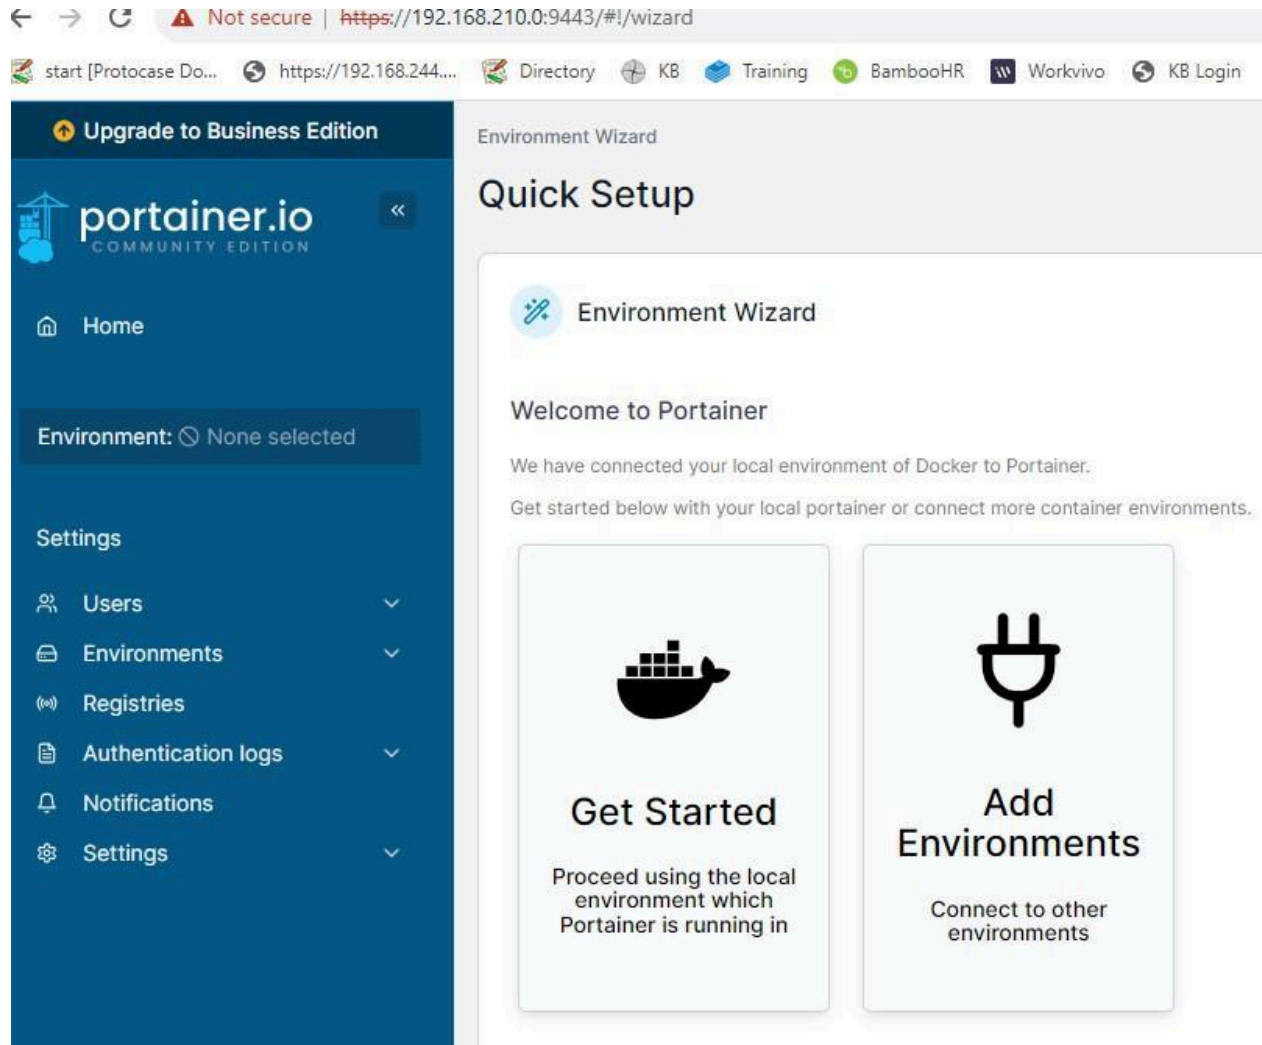 Not secure | https://192.168.210.0:9443/#!/wizard
start [Protocase Do... https://192.168.244.... Directory KB Training BambooHR Workvivo KB Login
Upgrade to Business Edition
portainer.io
COMMUNITY EDITION
Home
Environment: None selected
Settings
Users
Environments
Registries
Authentication logs
Notifications
Settings
Environment Wizard
Quick Setup
Environment Wizard
Welcome to Portainer
We have connected your local environment of Docker to Portainer.
Get started below with your local portainer or connect more container environments.
Get Started
Proceed using the local
environment which
Portainer is running in
Add
Environments
Connect to other
environments